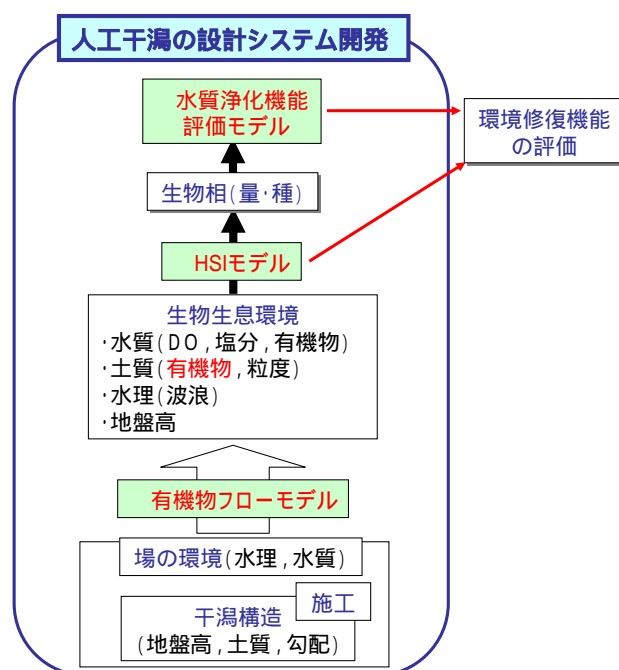 人工干潟の設計システム開発
水質浄化機能
評価モデル
環境修復機能
の評価
生物相(量･種)
HSIモデル
生物生息環境
･水質(DO,塩分,有機物)
･土質(有機物,粒度)
･水理(波浪)
･地盤高
有機物フローモデル
場の環境(水理,水質)
施工
干潟構造
(地盤高,土質,勾配)